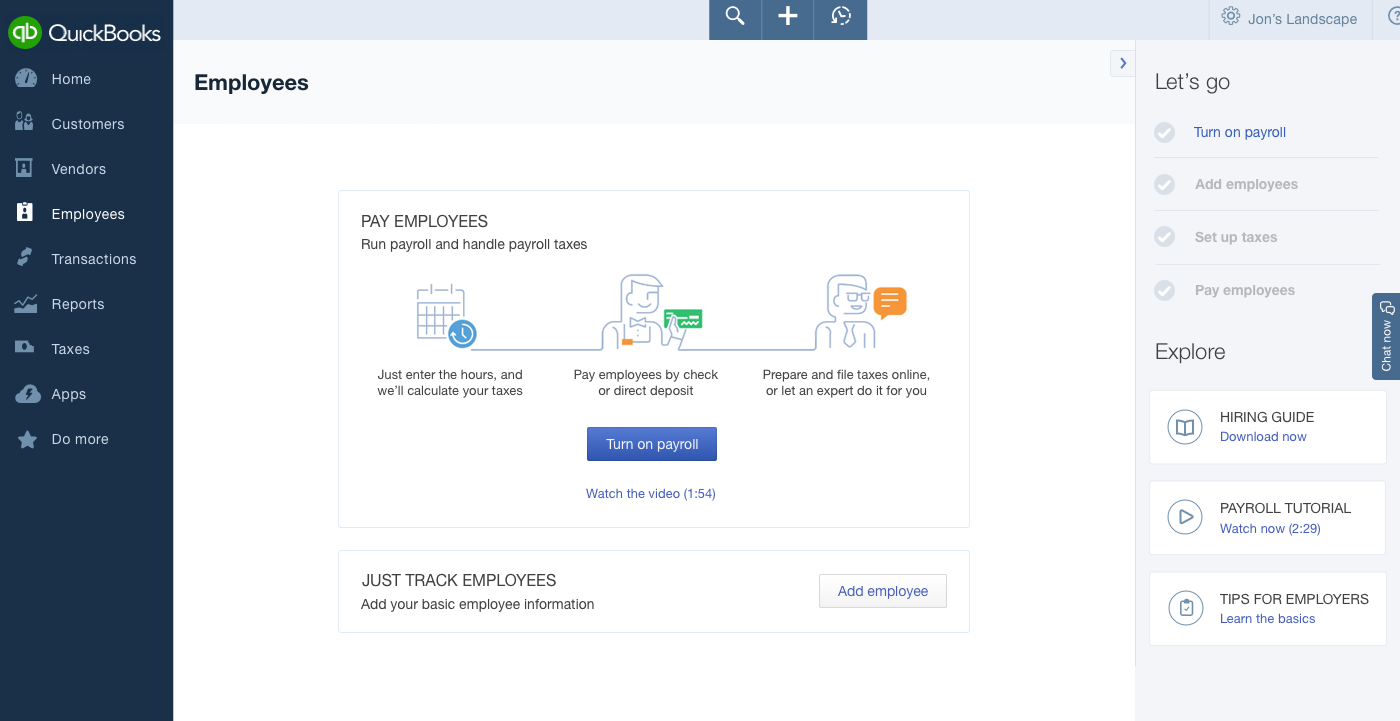 qb QuickBooks
Home
Customers
Vendors
Employees
Transactions
Reports
Taxes
Apps
Do more
Jon's Landscape
?
Employees
PAY EMPLOYEES
Run payroll and handle payroll taxes
Just enter the hours, and
we'll calculate your taxes
Pay employees by check
or direct deposit
Prepare and file taxes online,
or let an expert do it for you
Turn on payroll
Watch the video (1:54)
JUST TRACK EMPLOYEES
Add your basic employee information
Add employee
Let's go
Turn on payroll
Add employees
Set up taxes
Pay employees
Chat now
Explore
HIRING GUIDE
Download now
PAYROLL TUTORIAL
Watch now (2:29)
TIPS FOR EMPLOYERS
Learn the basics